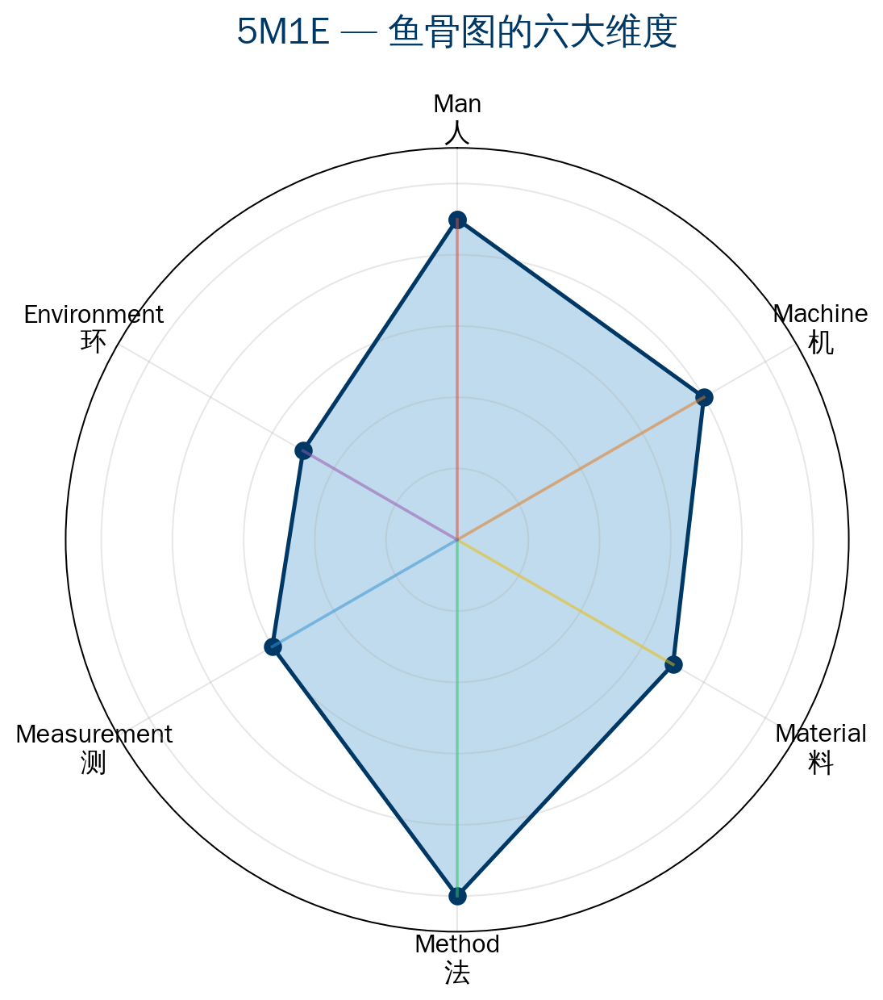 5M1E — 鱼骨图的六大维度
Man
人
Environment
环
Machine
机
Measurement
测
Material
料
Method
法